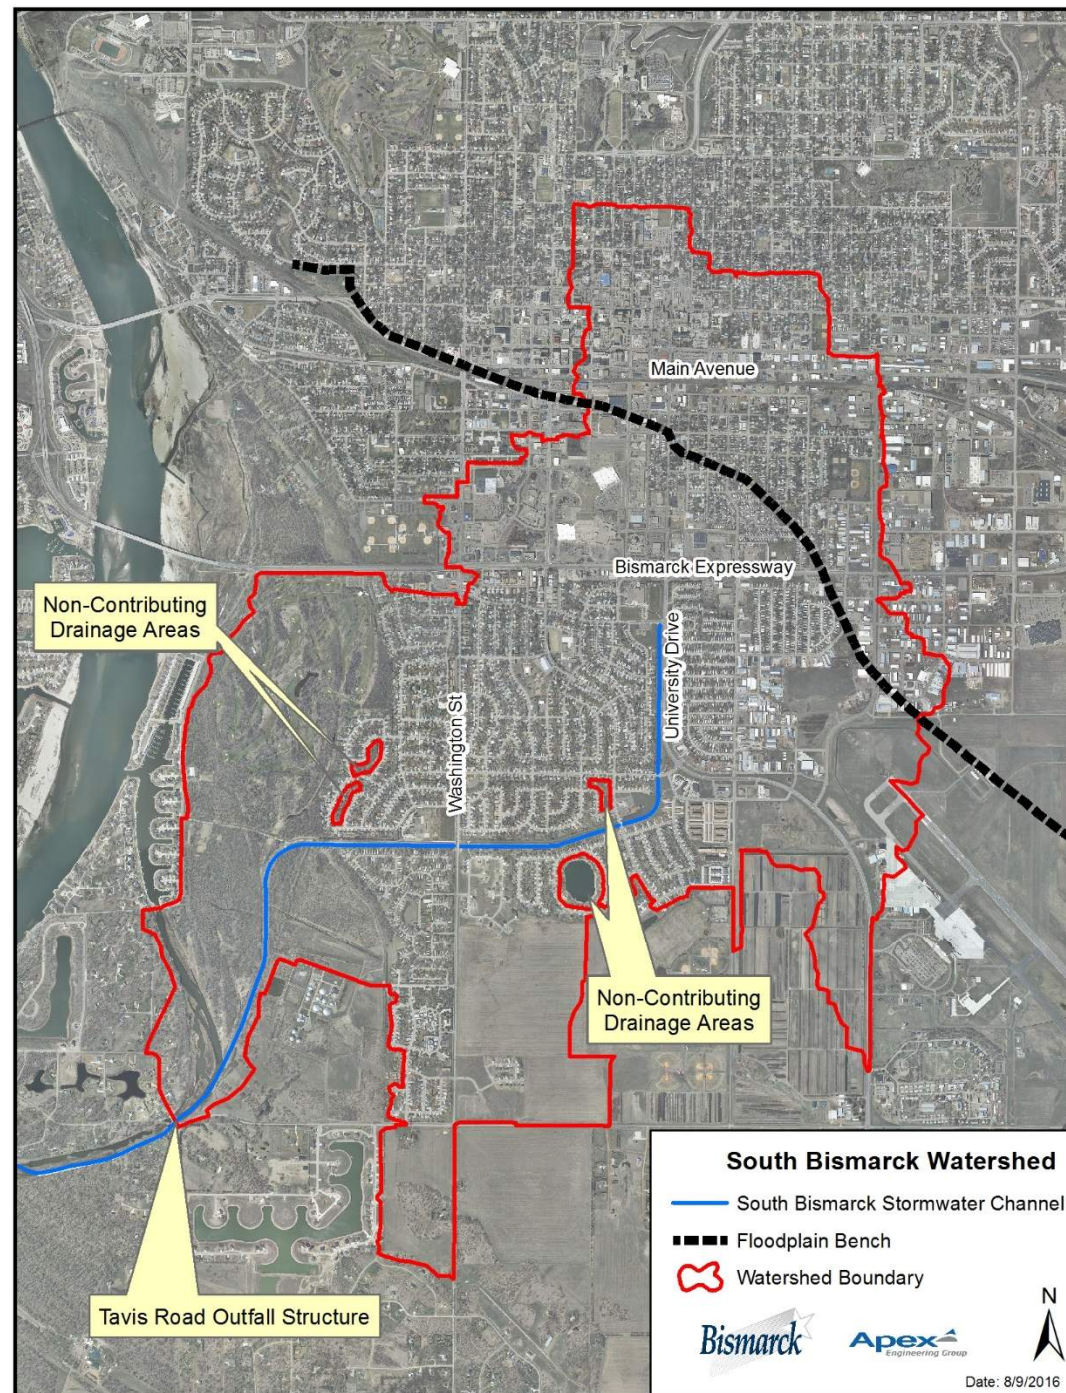 Main Avenue
Bismarck Expressway
Non-Contributing
Drainage Areas
University Drive
Washington St
Non-Contributing
Drainage Areas
Tavis Road Outfall Structure
South Bismarck Watershed
South Bismarck Stormwater Channel
Floodplain Bench
Watershed Boundary
N
Bismarck
Apex
Engineering Group
Date: 8/9/2016